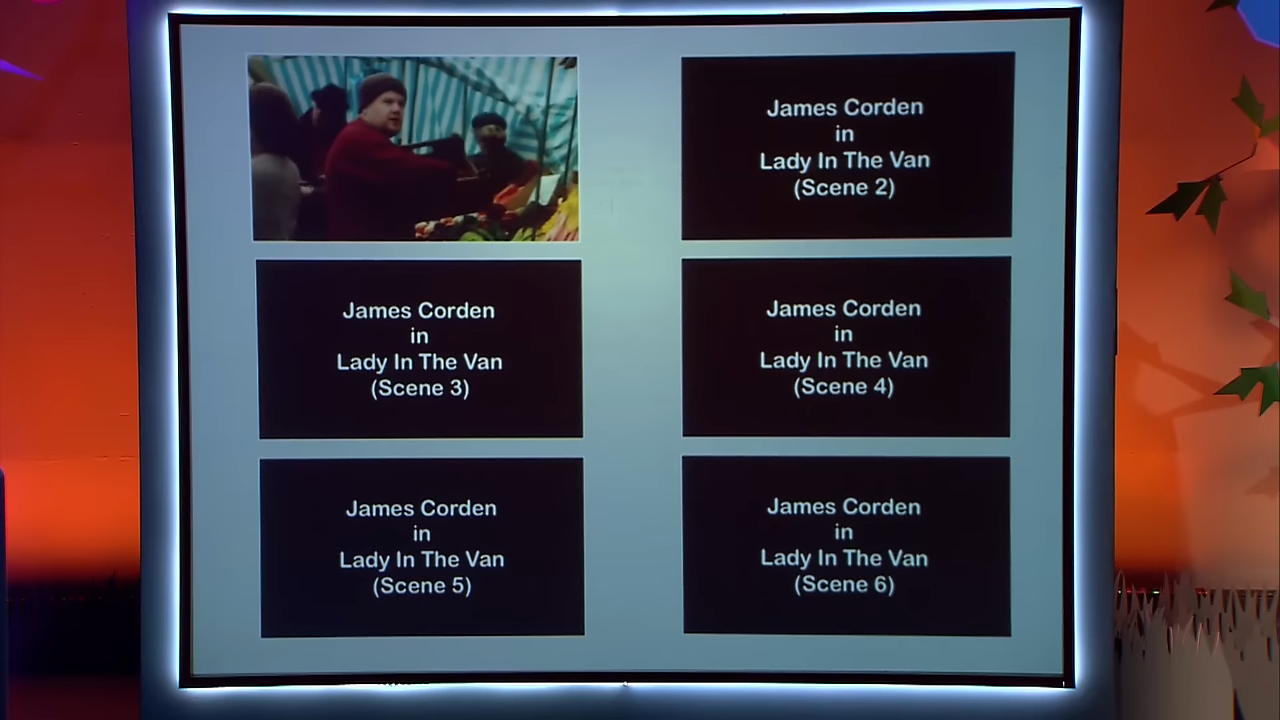 James Corden
in
Lady In The Van
(Scene 2)
James Corden
in
Lady In The Van
(Scene 3)
James Corden
in
Lady In The Van
(Scene 4)
James Corden
in
Lady In The Van
(Scene 5)
James Corden
in
Lady In The Van
(Scene 6)